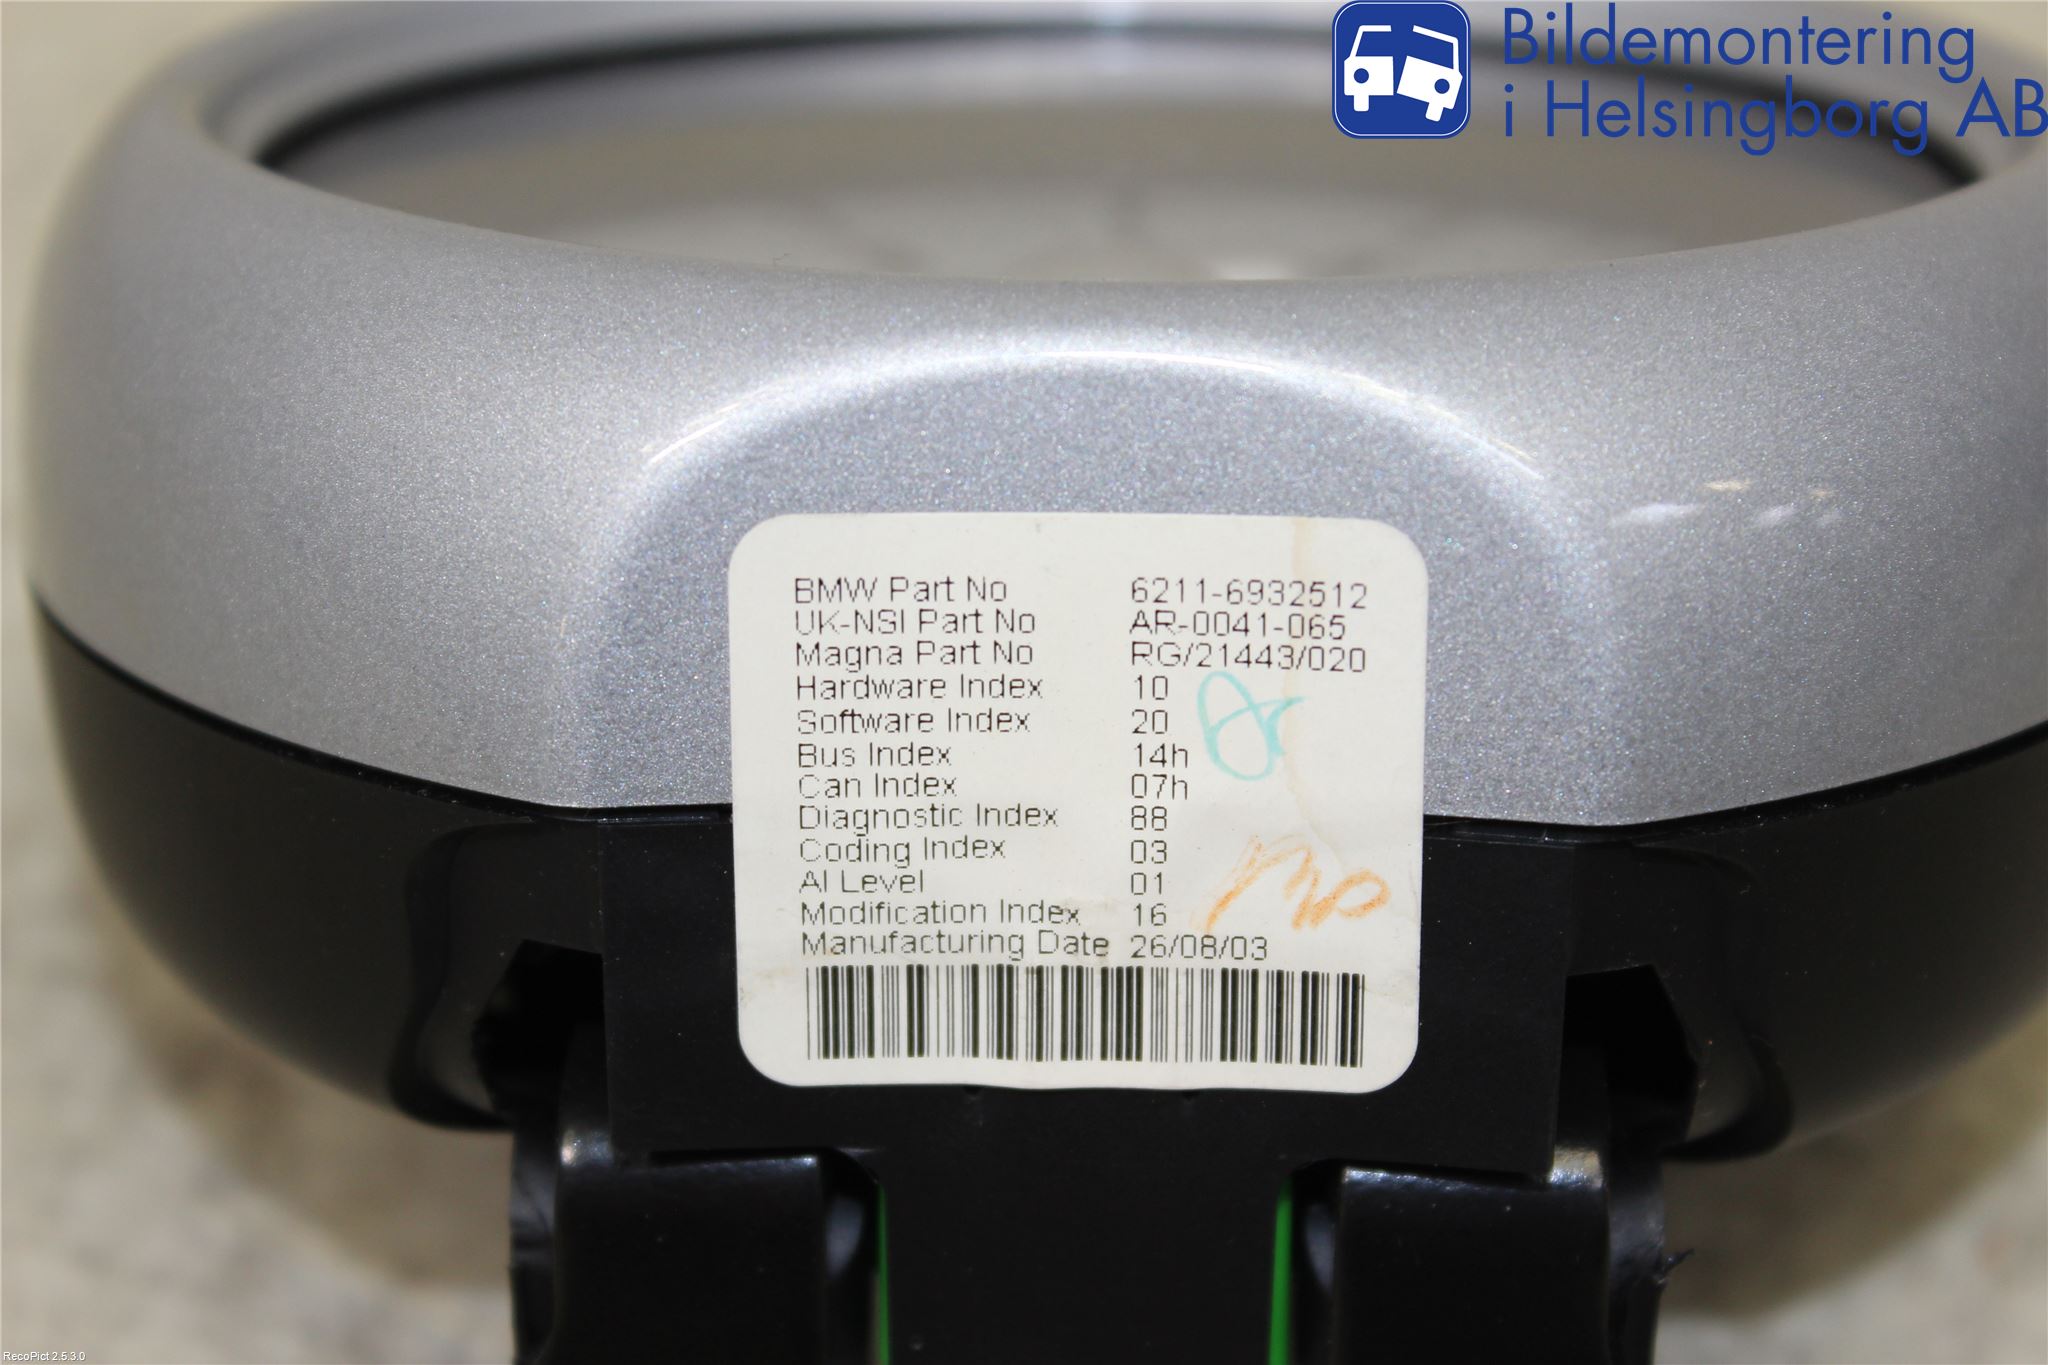 Bildemontering
i Helsingborg AB
BMW Part No 6211-6932512
UK-NSI Part No AR-0041-065
Magna Part No RG/21443/020
Hardware Index 10
Software Index 20
Bus Index 14h
Can Index 07h
Diagnostic Index 88
Coding Index 03
AI Level 01
Modification Index 16
Manufacturing Date 26/08/03
RecoPict 2.5.3.0